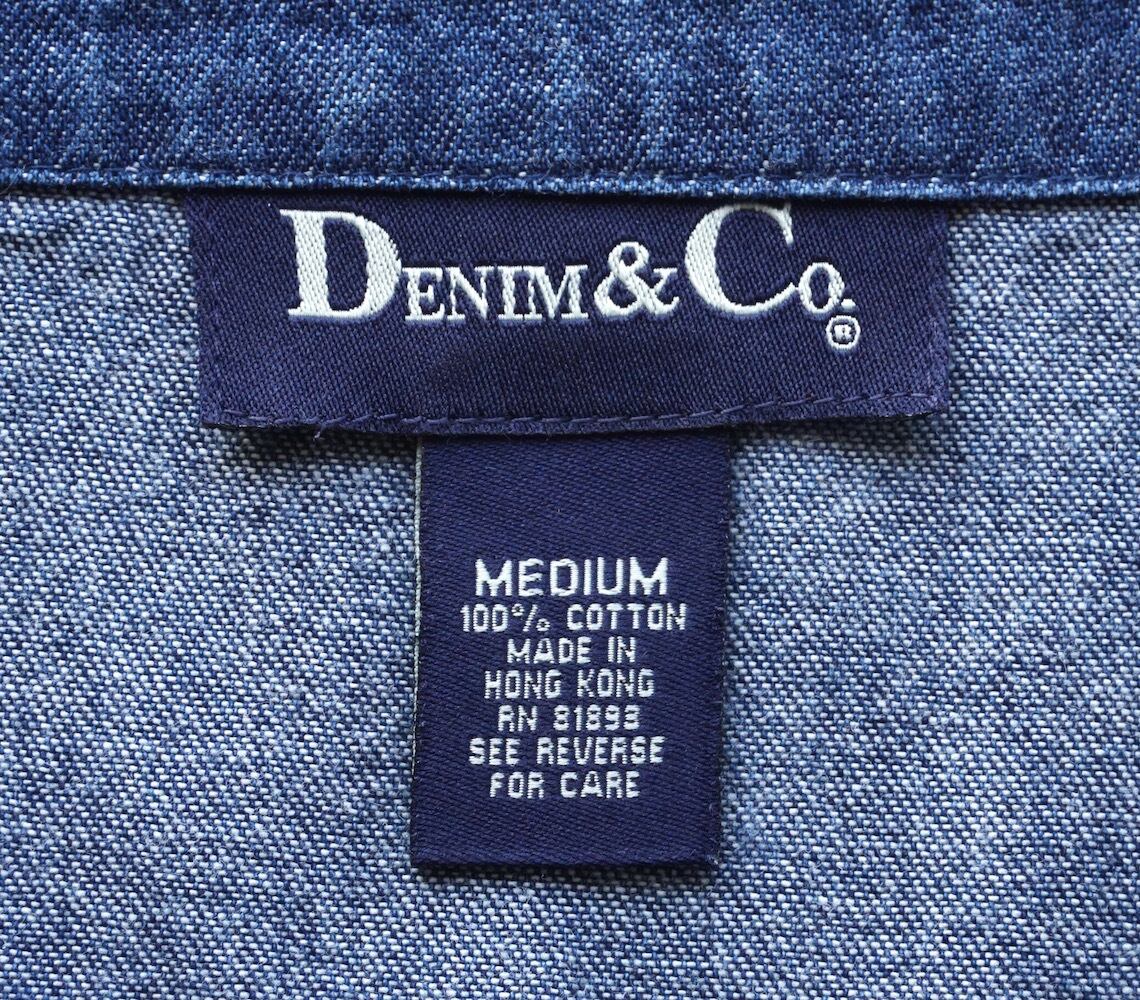 DENIM & CO.®
MEDIUM
100% COTTON
MADE IN
HONG KONG
RN 81893
SEE REVERSE
FOR CARE